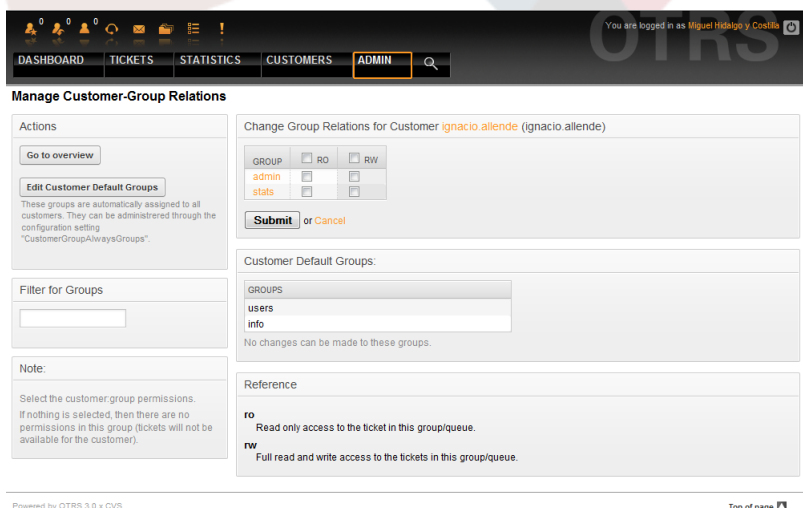 0 0 0
You are logged in as Miguel Hidalgo y Costilla
OTRS
DASHBOARD TICKETS STATISTICS CUSTOMERS ADMIN
Manage Customer-Group Relations
Actions
Go to overview
Edit Customer Default Groups
These groups are automatically assigned to all
customers. They can be administrered through the
configuration setting
"CustomerGroupAlwaysGroups".
Filter for Groups
Note:
Select the customer:group permissions.
If nothing is selected, then there are no
permissions in this group (tickets will not be
available for the customer).
Change Group Relations for Customer ignacio.allende (ignacio.allende)
GROUP RO RW
admin
stats
Submit or Cancel
Customer Default Groups:
GROUPS
users
info
No changes can be made to these groups.
Reference
ro
Read only access to the ticket in this group/queue.
rw
Full read and write access to the tickets in this group/queue.
Powered by OTRS 3.0.x CVS
Top of page